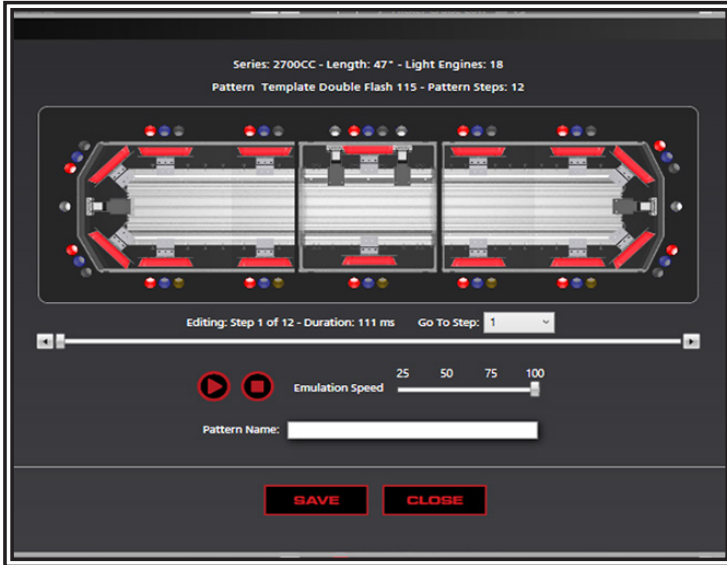 Series: 2700CC - Length: 47" - Light Engines: 18
Pattern Template Double Flash 115 - Pattern Steps: 12
Editing: Step 1 of 12 - Duration: 111 ms Go To Step: 1
25 50 75 100
Emulation Speed
Pattern Name:
SAVE CLOSE